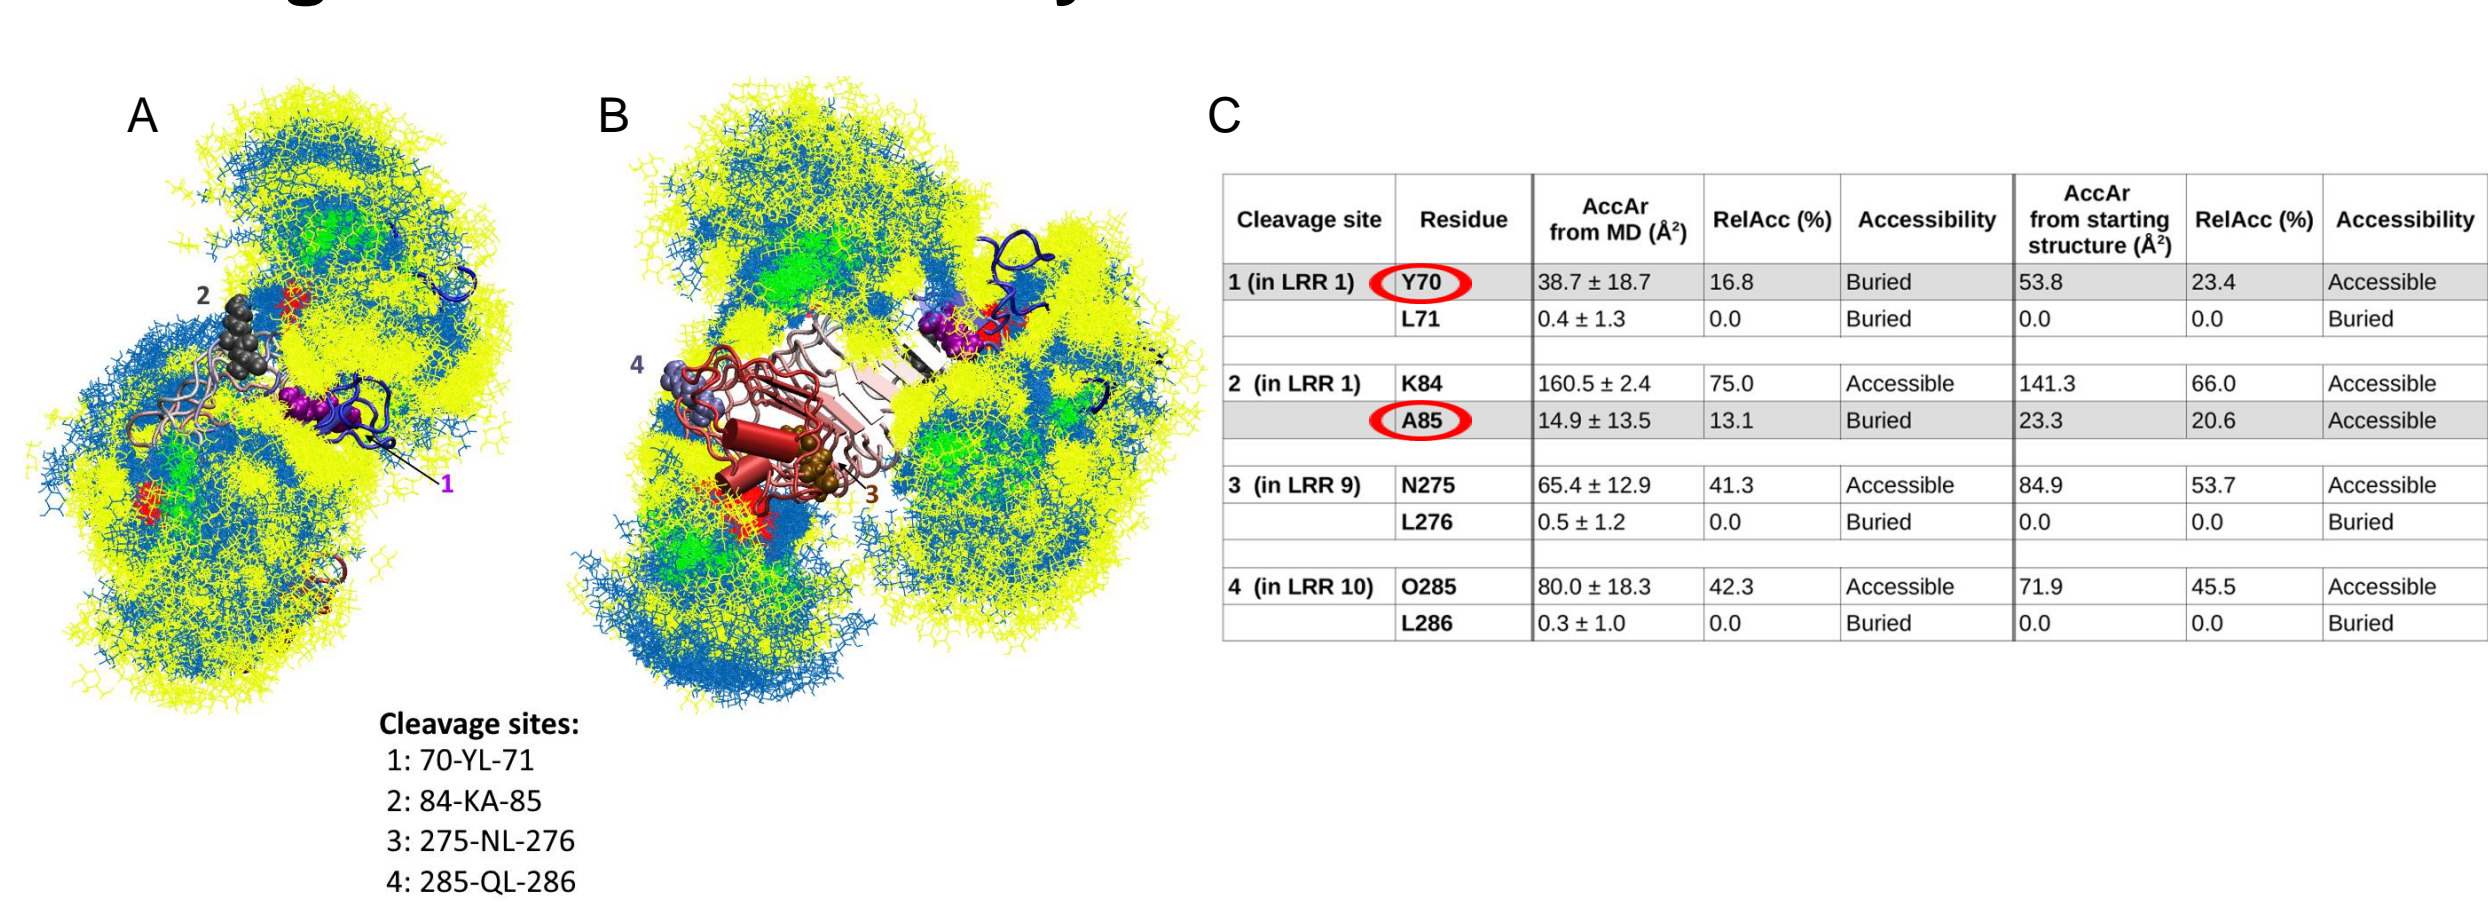 A
B
C
2
1
4
3
Cleavage sites:
1: 70-YL-71
2: 84-KA-85
3: 275-NL-276
4: 285-QL-286
Cleavage site Residue AccAr from MD (Å²) RelAcc (%) Accessibility AccAr from starting structure (Å²) RelAcc (%) Accessibility
1 (in LRR 1) Y70 38.7 ± 18.7 16.8 Buried 53.8 23.4 Accessible
L71 0.4 ± 1.3 0.0 Buried 0.0 0.0 Buried
2 (in LRR 1) K84 160.5 ± 2.4 75.0 Accessible 141.3 66.0 Accessible
A85 14.9 ± 13.5 13.1 Buried 23.3 20.6 Accessible
3 (in LRR 9) N275 65.4 ± 12.9 41.3 Accessible 84.9 53.7 Accessible
L276 0.5 ± 1.2 0.0 Buried 0.0 0.0 Buried
4 (in LRR 10) O285 80.0 ± 18.3 42.3 Accessible 71.9 45.5 Accessible
L286 0.3 ± 1.0 0.0 Buried 0.0 0.0 Buried